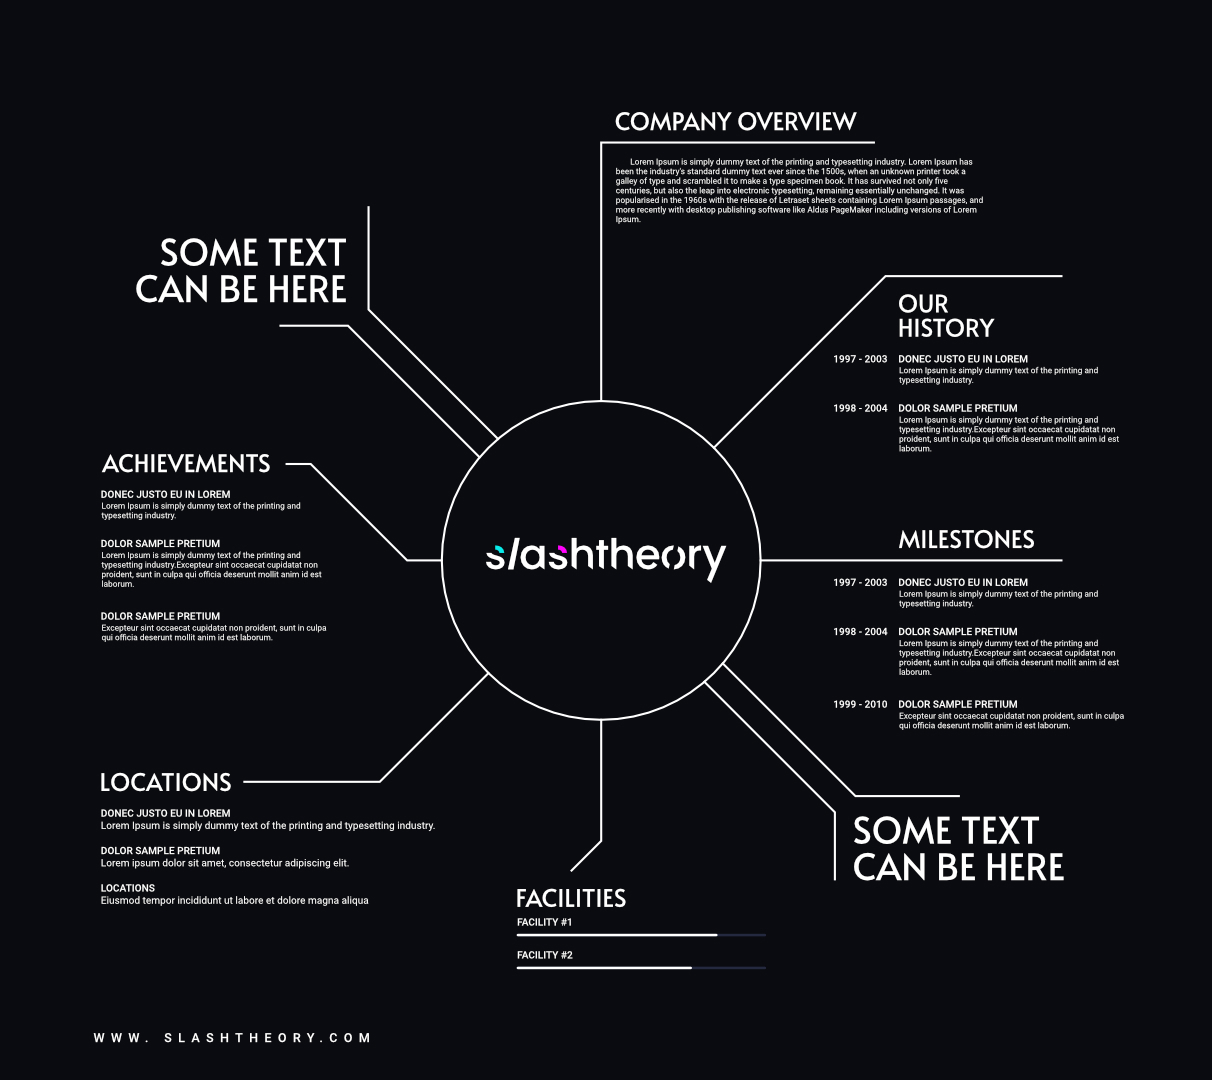 COMPANY OVERVIEW
Lorem Ipsum is simply dummy text of the printing and typesetting industry. Lorem Ipsum has
been the industry's standard dummy text ever since the 1500s, when an unknown printer took a
galley of type and scrambled it to make a type specimen book. It has survived not only five
centuries, but also the leap into electronic typesetting, remaining essentially unchanged. It was
popularised in the 1960s with the release of Letraset sheets containing Lorem Ipsum passages, and
more recently with desktop publishing software like Aldus PageMaker including versions of Lorem
Ipsum.
SOME TEXT
CAN BE HERE
OUR
HISTORY
1997 - 2003 DONEC JUSTO EU IN LOREM
Lorem Ipsum is simply dummy text of the printing and
typesetting industry.
1998 - 2004 DOLOR SAMPLE PRETIUM
Lorem Ipsum is simply dummy text of the printing and
typesetting industry.Excepteur sint occaecat cupidatat non
proident, sunt in culpa qui officia deserunt mollit anim id est
laborum.
ACHIEVEMENTS
DONEC JUSTO EU IN LOREM
Lorem Ipsum is simply dummy text of the printing and
typesetting industry.
DOLOR SAMPLE PRETIUM
Lorem Ipsum is simply dummy text of the printing and
typesetting industry.Excepteur sint occaecat cupidatat non
proident, sunt in culpa qui officia deserunt mollit anim id est
laborum.
DOLOR SAMPLE PRETIUM
Excepteur sint occaecat cupidatat non proident, sunt in culpa
qui officia deserunt mollit anim id est laborum.
slashtheory
MILESTONES
1997 - 2003 DONEC JUSTO EU IN LOREM
Lorem Ipsum is simply dummy text of the printing and
typesetting industry.
1998 - 2004 DOLOR SAMPLE PRETIUM
Lorem Ipsum is simply dummy text of the printing and
typesetting industry.Excepteur sint occaecat cupidatat non
proident, sunt in culpa qui officia deserunt mollit anim id est
laborum.
1999 - 2010 DOLOR SAMPLE PRETIUM
Excepteur sint occaecat cupidatat non proident, sunt in culpa
qui officia deserunt mollit anim id est laborum.
LOCATIONS
DONEC JUSTO EU IN LOREM
Lorem Ipsum is simply dummy text of the printing and typesetting industry.
DOLOR SAMPLE PRETIUM
Lorem ipsum dolor sit amet, consectetur adipiscing elit.
LOCATIONS
Eiusmod tempor incididunt ut labore et dolore magna aliqua
SOME TEXT
CAN BE HERE
FACILITIES
FACILITY #1
FACILITY #2
WWW. SLASHTHEORY.COM